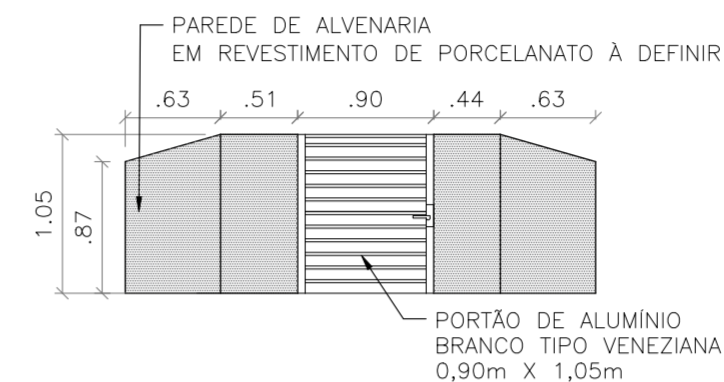 PAREDE DE ALVENARIA
EM REVESTIMENTO DE PORCELANATO À DEFINIR
.63 .51 .90 .44 .63
1.05
.87
PORTÃO DE ALUMÍNIO
BRANCO TIPO VENEZIANA
0,90m X 1,05m